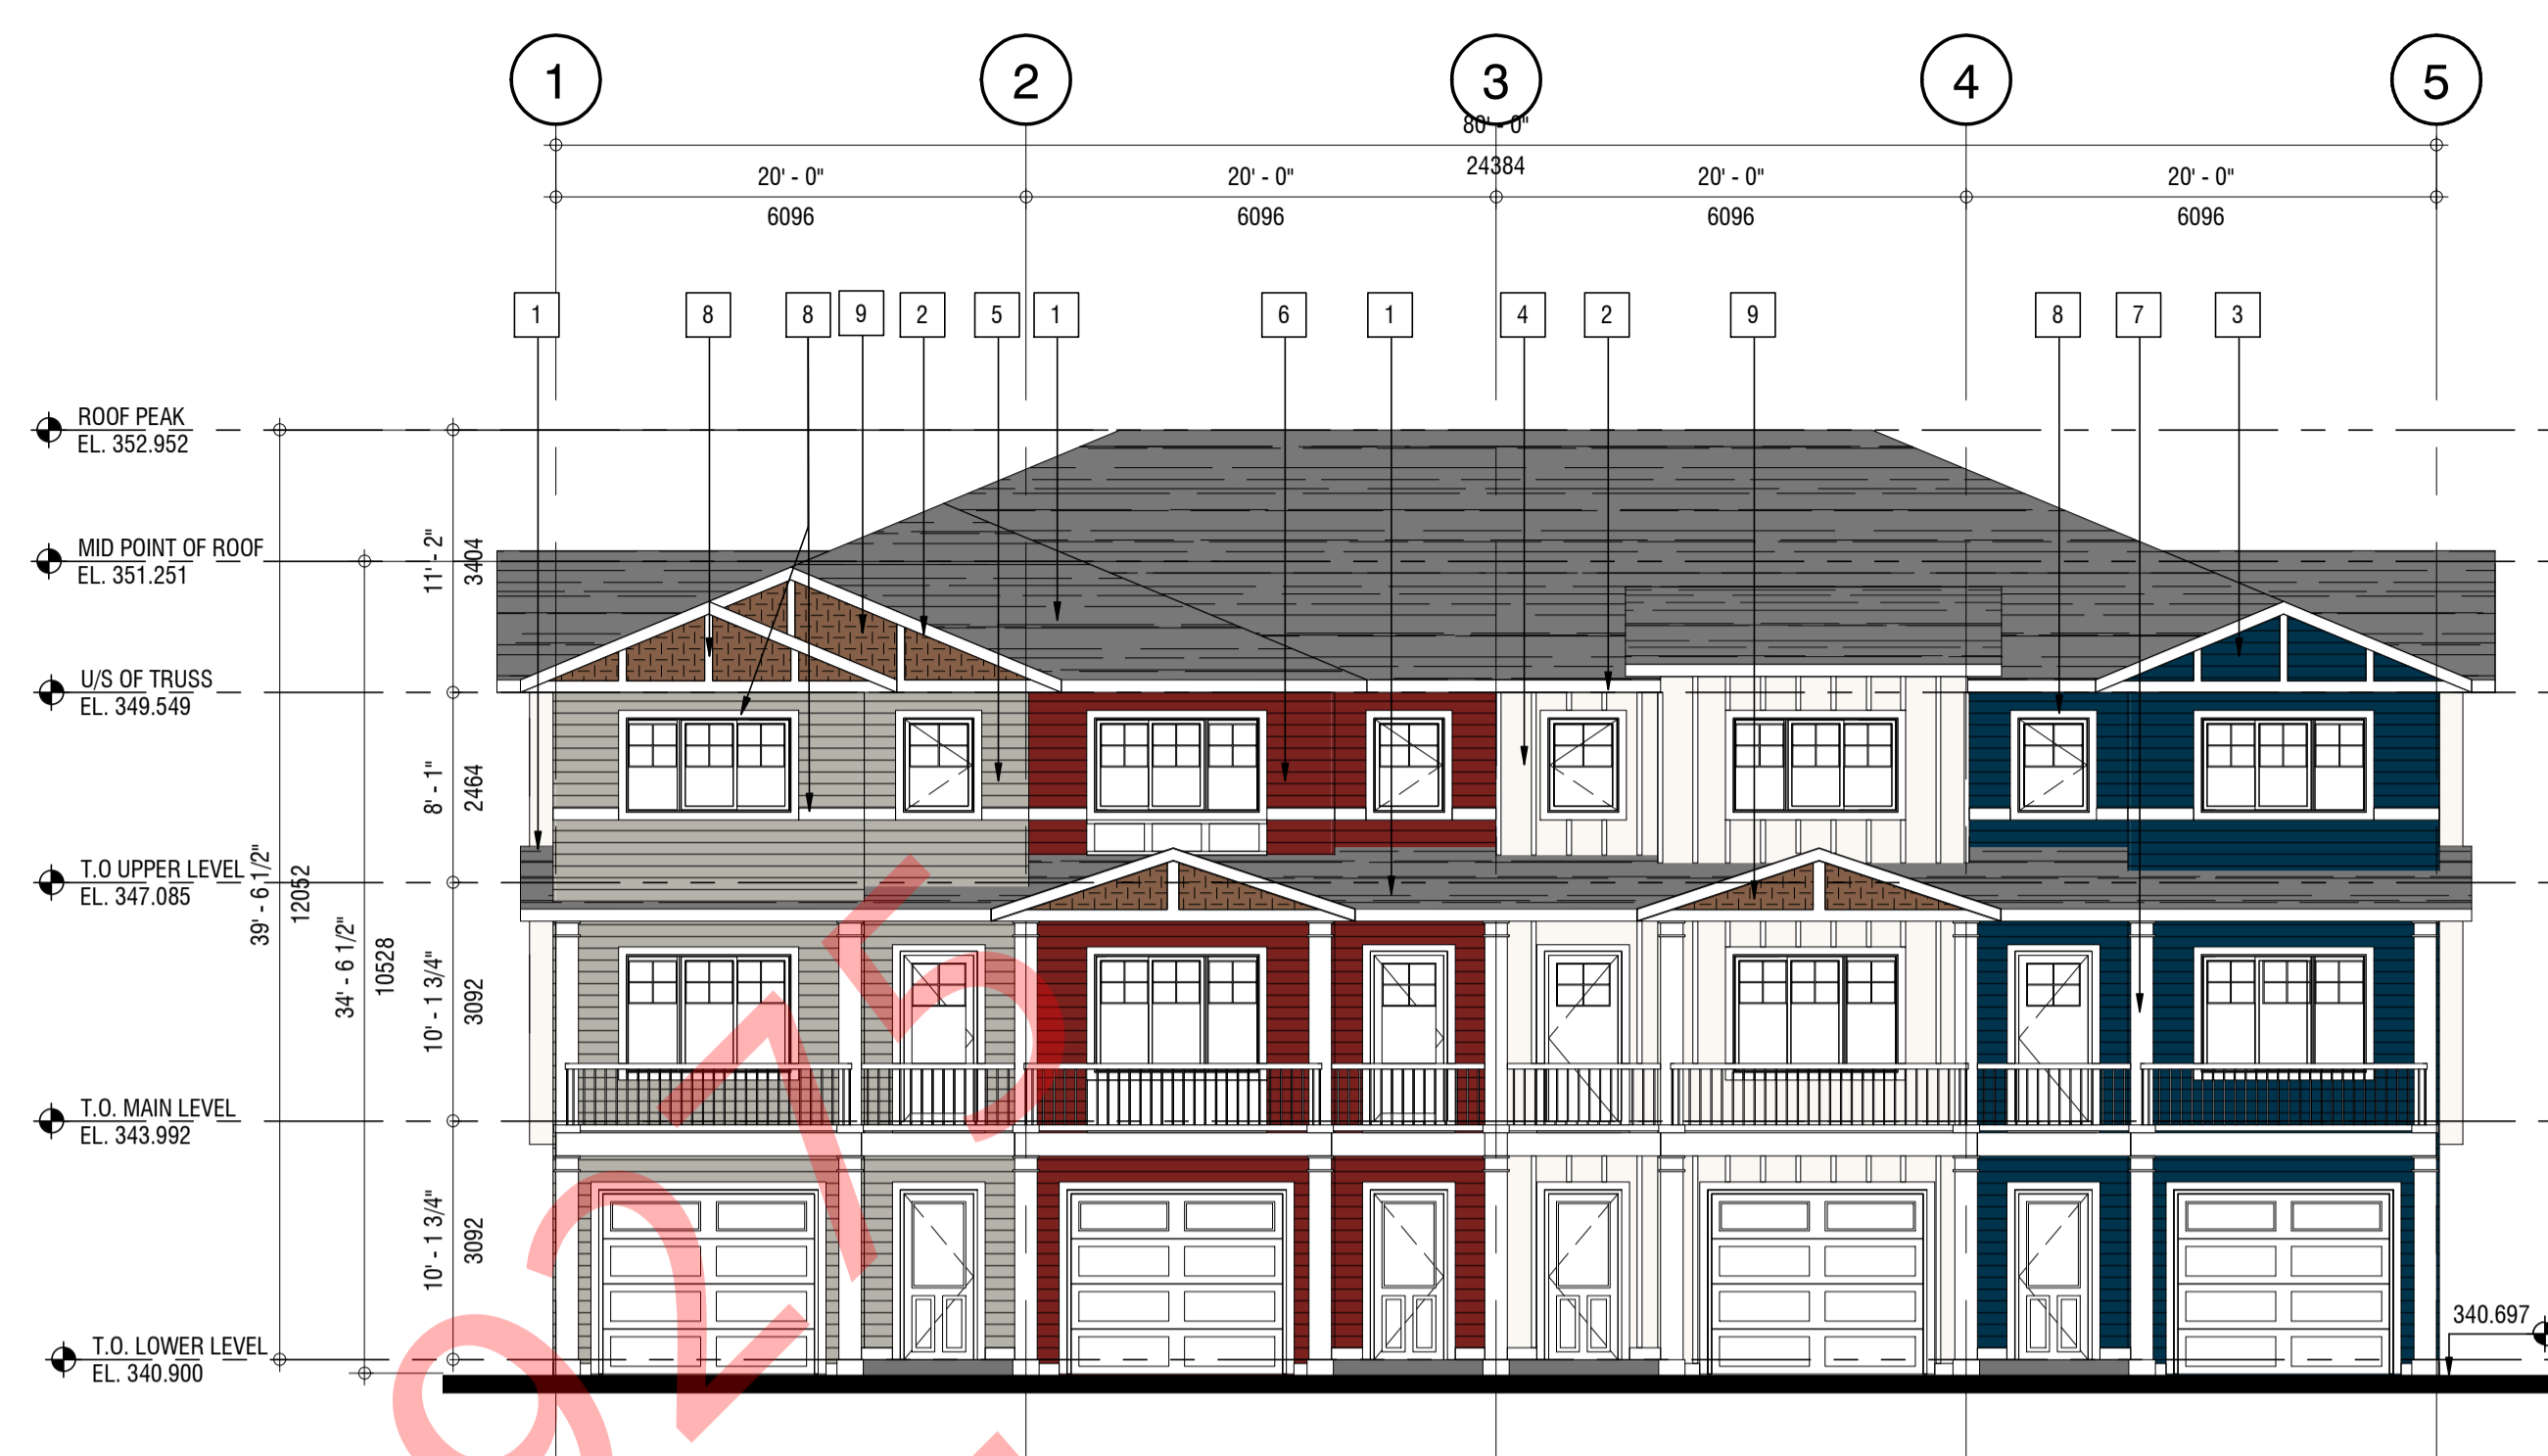 1 2 3 4 5
80' - 0"
24384
20' - 0" 20' - 0" 20' - 0" 20' - 0"
6096 6096 6096 6096
1 8 8 9 2 5 1 6 1 4 2 9 8 7 3
ROOF PEAK
EL. 352.952
MID POINT OF ROOF
EL. 351.251
U/S OF TRUSS
EL. 349.549
T.O UPPER LEVEL
EL. 347.085
T.O. MAIN LEVEL
EL. 343.992
T.O. LOWER LEVEL
EL. 340.900
39' - 6 1/2"
12052
34' - 6 1/2"
10528
11' - 2"
3404
8' - 1"
2464
10' - 1 3/4"
3092
10' - 1 3/4"
3092
340.697
9275